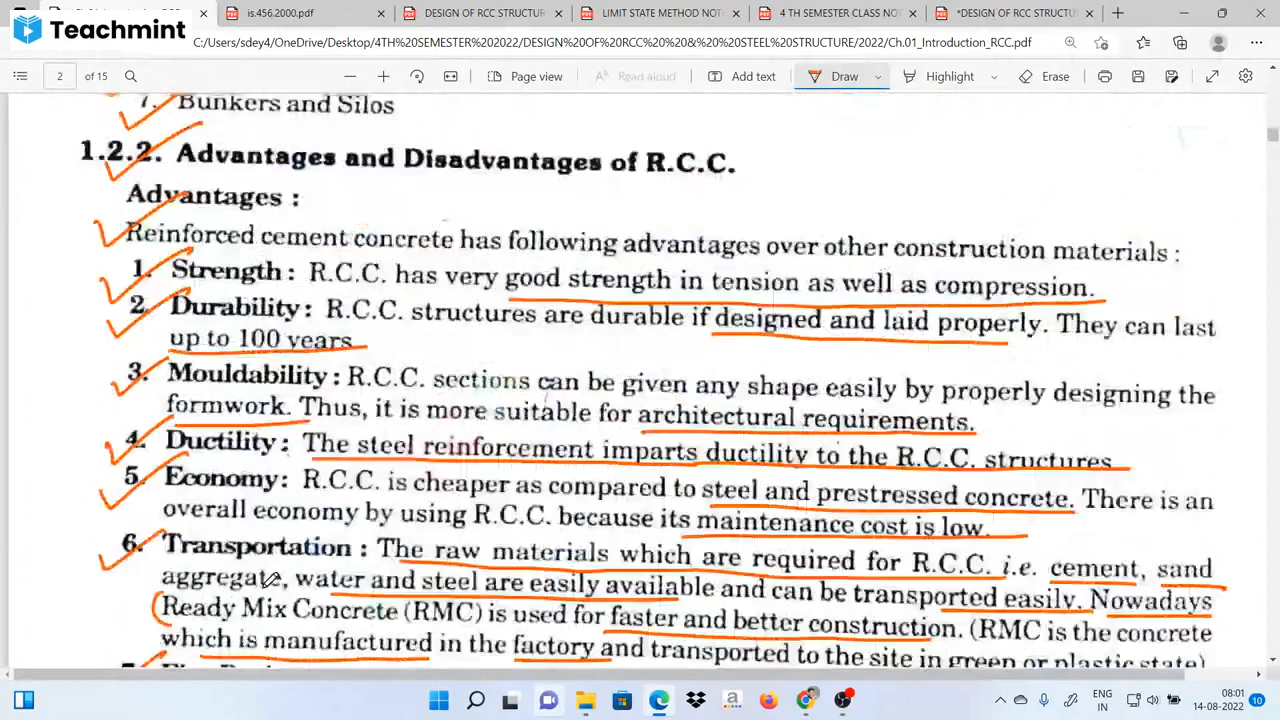 Teachmint
is.456.2000.pdf
DESIGN OF RCC STRUCTUR
LIMIT STATE METHOD NOT
4 TH SEMESTER 2022/DESIGN
*DESIGN OF RCC STRUCTU
C:/Users/sdey4/OneDrive/Desktop/4TH%20SEMESTER%202022/DESIGN%20OF%20RCC%20%20&%20%20STEEL%20STRUCTURE/2022/Ch.01_Introduction_RCC.pdf
2 of 15 Page view Read aloud Add text Draw Highlight Erase
7. Bunkers and Silos
1.2.2. Advantages and Disadvantages of R.C.C.
Advantages :
Reinforced cement concrete has following advantages over other construction materials :
1. Strength : R.C.C. has very good strength in tension as well as compression.
2. Durability : R.C.C. structures are durable if designed and laid properly. They can last
up to 100 years.
3. Mouldability : R.C.C. sections can be given any shape easily by properly designing the
formwork. Thus, it is more suitable for architectural requirements.
4. Ductility : The steel reinforcement imparts ductility to the R.C.C. structures.
5. Economy : R.C.C. is cheaper as compared to steel and prestressed concrete. There is an
overall economy by using R.C.C. because its maintenance cost is low.
6. Transportation : The raw materials which are required for R.C.C. i.e. cement, sand
aggregate, water and steel are easily available and can be transported easily. Nowadays
Ready Mix Concrete (RMC) is used for faster and better construction. (RMC is the concrete
which is manufactured in the factory and transported to the site in green or plastic state)
ENG
IN
08:01
14-08-2022
10